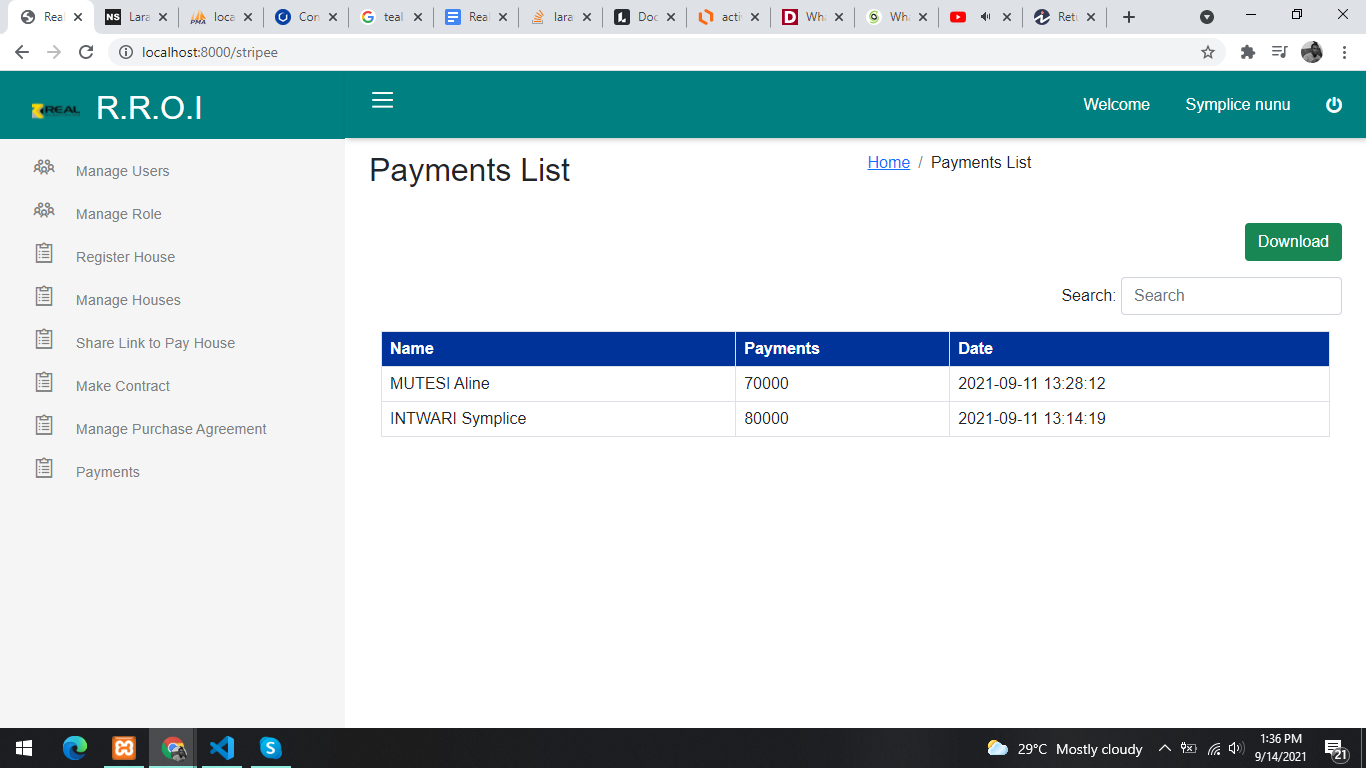 Real
NS Lara
loca
Con
teal
Real
lara
Doc
acti
Wha
Wha
Retu
localhost:8000/stripee
REAL R.R.O.I
Welcome Symplice nunu
Manage Users
Manage Role
Register House
Manage Houses
Share Link to Pay House
Make Contract
Manage Purchase Agreement
Payments
Payments List
Home / Payments List
Download
Search: Search
Name Payments Date
MUTESI Aline 70000 2021-09-11 13:28:12
INTWARI Symplice 80000 2021-09-11 13:14:19
29°C Mostly cloudy
1:36 PM
9/14/2021
21